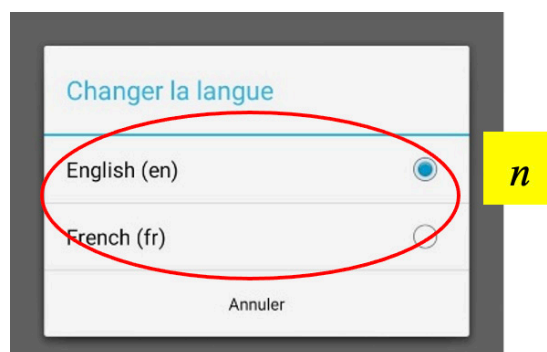 Changer la langue
English (en)
n
French (fr)
Annuler